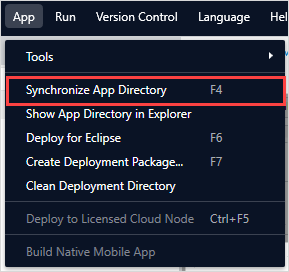 App Run Version Control Language Help
Tools
Synchronize App Directory F4
Show App Directory in Explorer
Deploy for Eclipse F6
Create Deployment Package... F7
Clean Deployment Directory
Deploy to Licensed Cloud Node Ctrl+F5
Build Native Mobile App